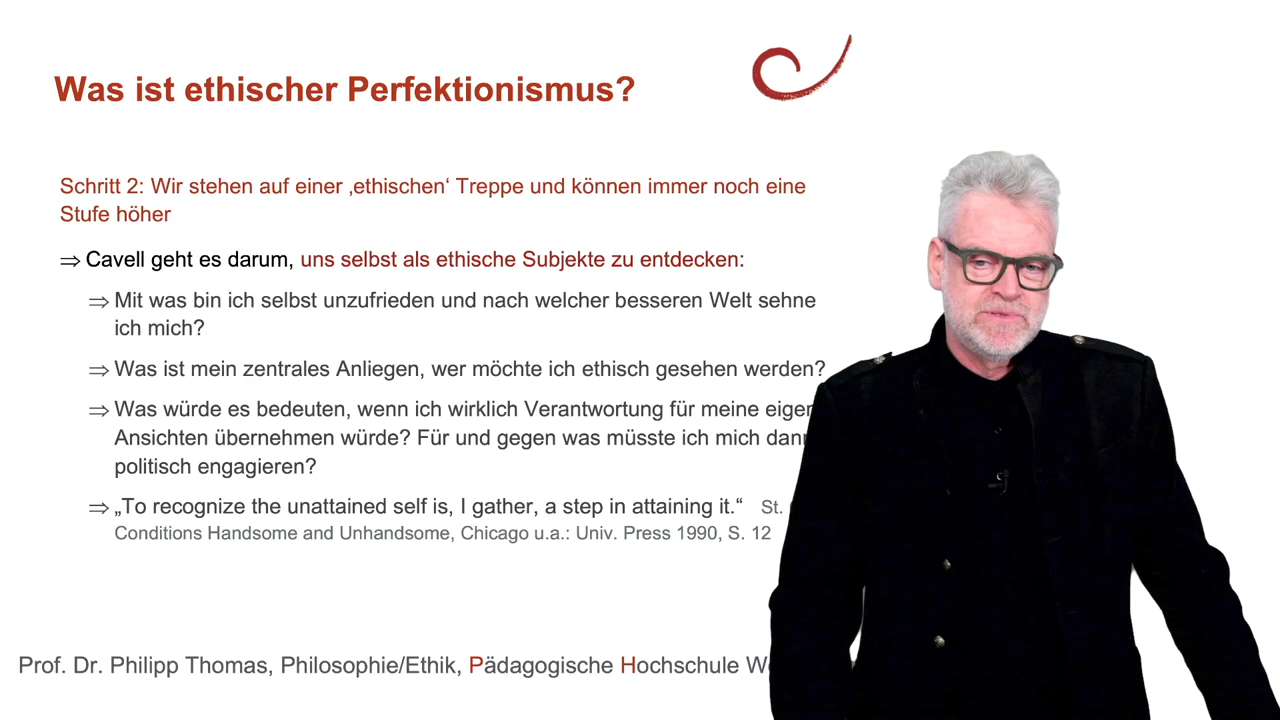 Was ist ethischer Perfektionismus?
Schritt 2: Wir stehen auf einer ‚ethischen‘ Treppe und können immer noch eine
Stufe höher
⇒ Cavell geht es darum, uns selbst als ethische Subjekte zu entdecken:
⇒ Mit was bin ich selbst unzufrieden und nach welcher besseren Welt sehne
ich mich?
⇒ Was ist mein zentrales Anliegen, wer möchte ich ethisch gesehen werden?
⇒ Was würde es bedeuten, wenn ich wirklich Verantwortung für meine
Ansichten übernehmen würde? Für und gegen was müsste ich mich
politisch engagieren?
⇒ „To recognize the unattained self is, I gather, a step in attaining it.“ St.
Conditions Handsome and Unhandsome, Chicago u.a.: Univ. Press 1990, S. 12
Prof. Dr. Philipp Thomas, Philosophie/Ethik, Pädagogische Hochschule